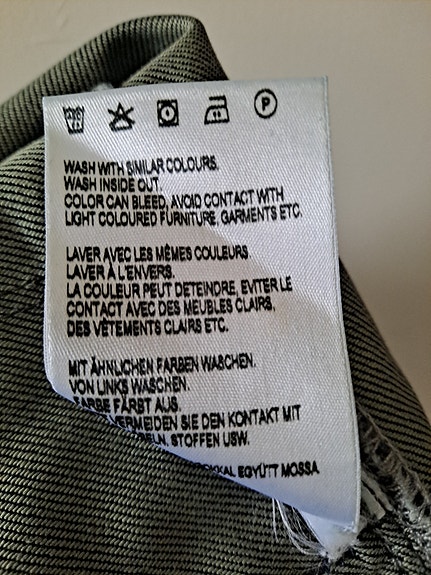 P
WASH WITH SIMILAR COLOURS.
WASH INSIDE OUT.
COLOR CAN BLEED, AVOID CONTACT WITH
LIGHT COLOURED FURNITURE, GARMENTS ETC.
LAVER AVEC LES MÊMES COULEURS.
LAVER À L'ENVERS.
LA COULEUR PEUT DETEINDRE, EVITER LE
CONTACT AVEC DES MEUBLES CLAIRS,
DES VÊTEMENTS CLAIRS ETC.
MIT ÄHNLICHEN FARBEN WASCHEN.
VON LINKS WASCHEN.
FARBE FÄRBT AUS.
VERMEIDEN SIE DEN KONTAKT MIT
STOFFEN USW.
EGYÜTT MOSSA